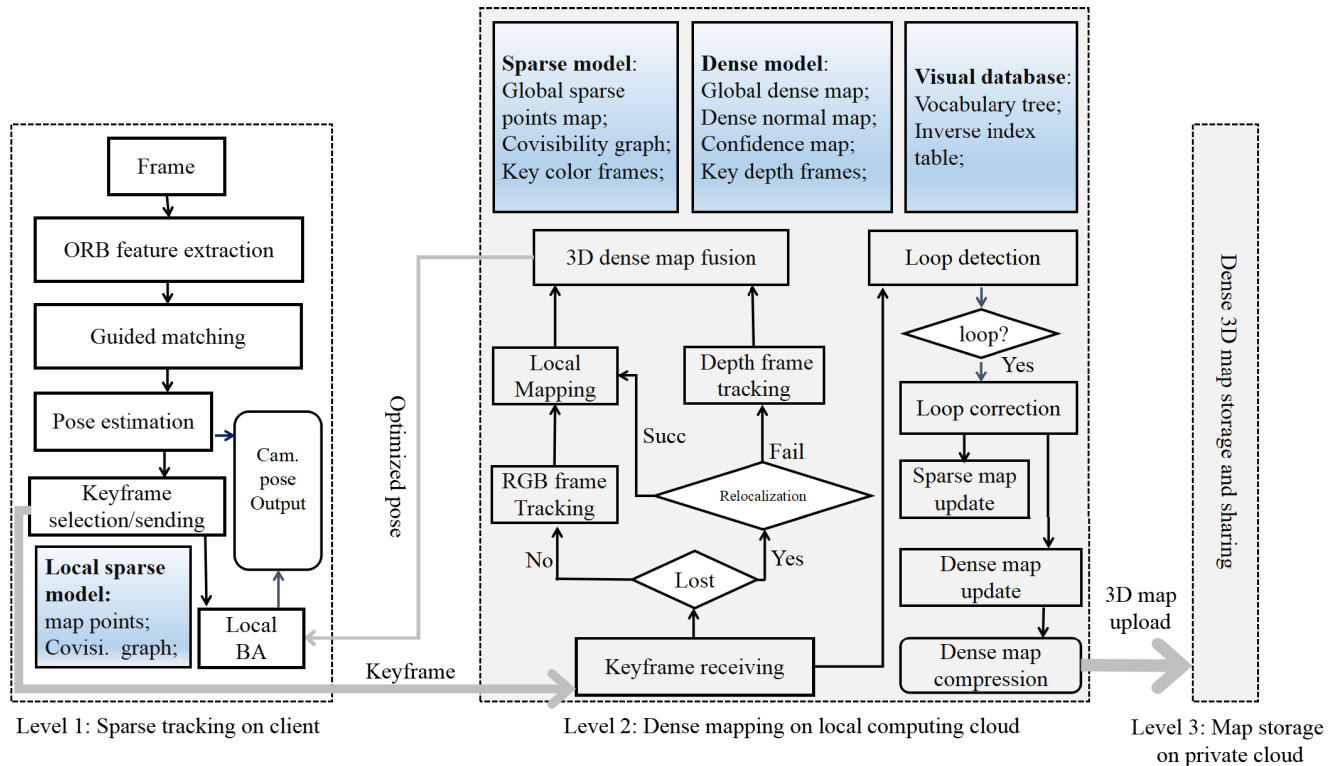 Frame
ORB feature extraction
Guided matching
Pose estimation
Cam.
pose
Output
Keyframe
selection/sending
Local sparse
model:
map points;
Covisi. graph;
Local
BA
Level 1: Sparse tracking on client
Optimized pose
Keyframe
Sparse model:
Global sparse
points map;
Covisibility graph;
Key color frames;
Dense model:
Global dense map;
Dense normal map;
Confidence map;
Key depth frames;
Visual database:
Vocabulary tree;
Inverse index
table;
3D dense map fusion
Local
Mapping
Depth frame
tracking
Succ
Fail
RGB frame
Tracking
Relocalization
No
Yes
Lost
Keyframe receiving
Loop detection
loop?
Yes
Loop correction
Sparse map
update
Dense map
update
Dense map
compression
Level 2: Dense mapping on local computing cloud
3D map
upload
Dense 3D map storage and sharing
Level 3: Map storage
on private cloud